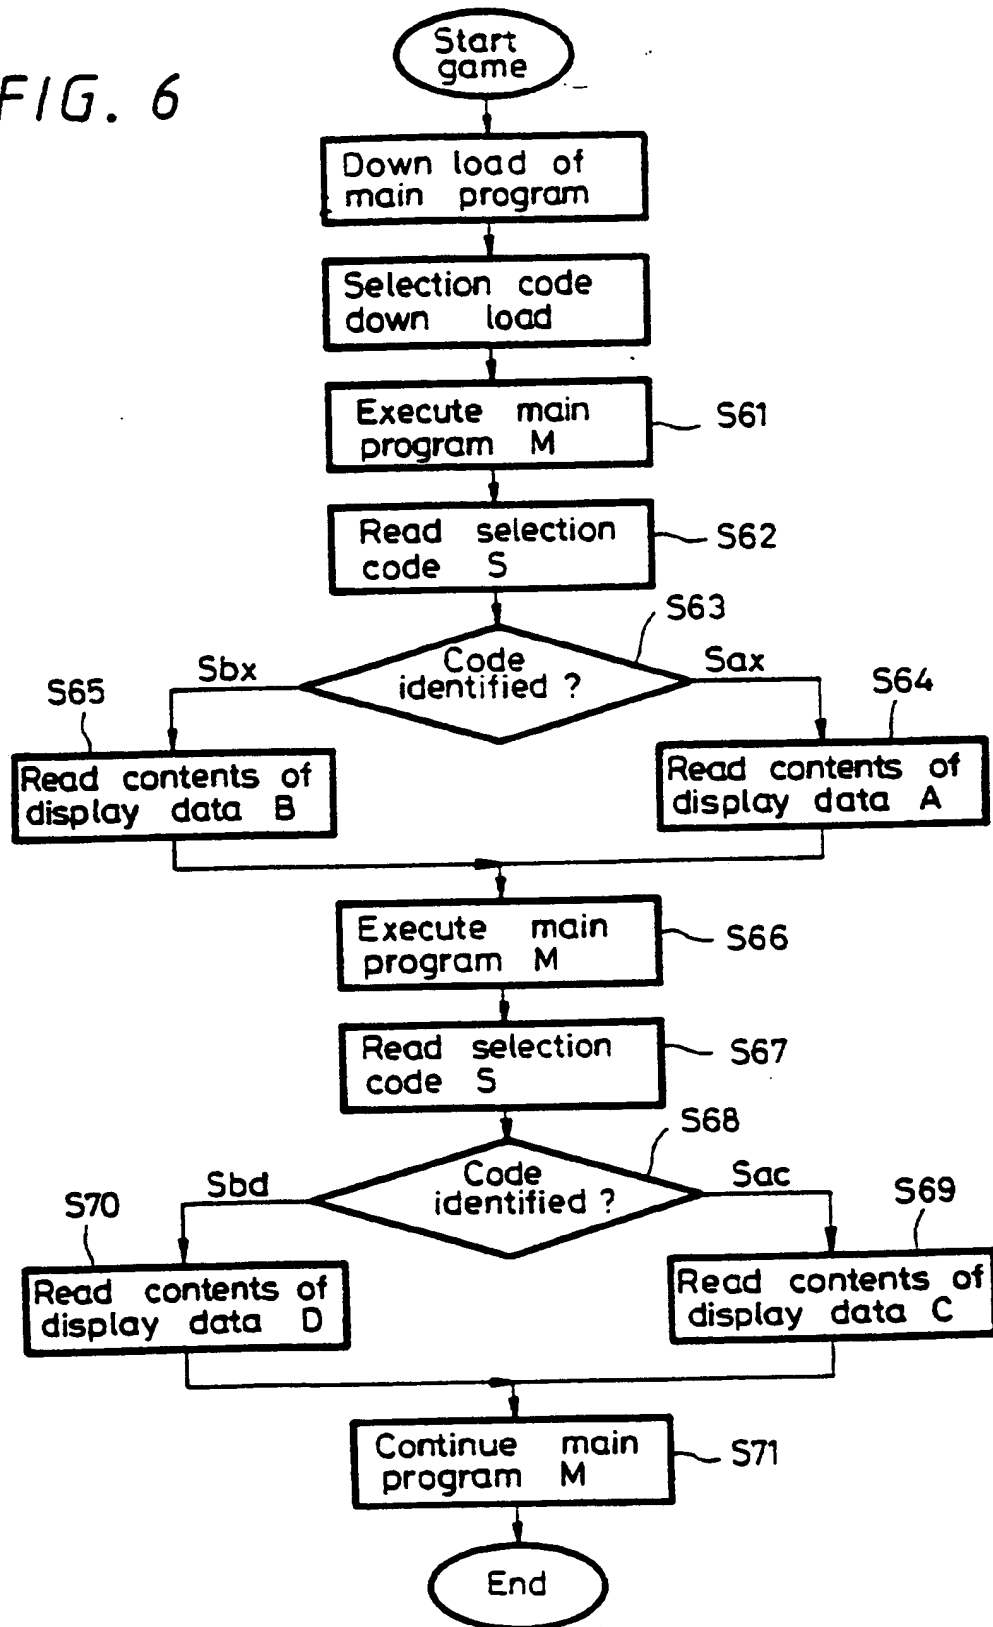 FIG. 6
Start
game
Down load of
main program
Selection code
down load
Execute main
program M
S61
Read selection
code S
S62
S63
Code
identified ?
Sbx
Sax
S65
S64
Read contents of
display data B
Read contents of
display data A
Execute main
program M
S66
Read selection
code S
S67
S68
Code
identified ?
Sbd
Sac
S70
S69
Read contents of
display data D
Read contents of
display data C
Continue main
program M
S71
End